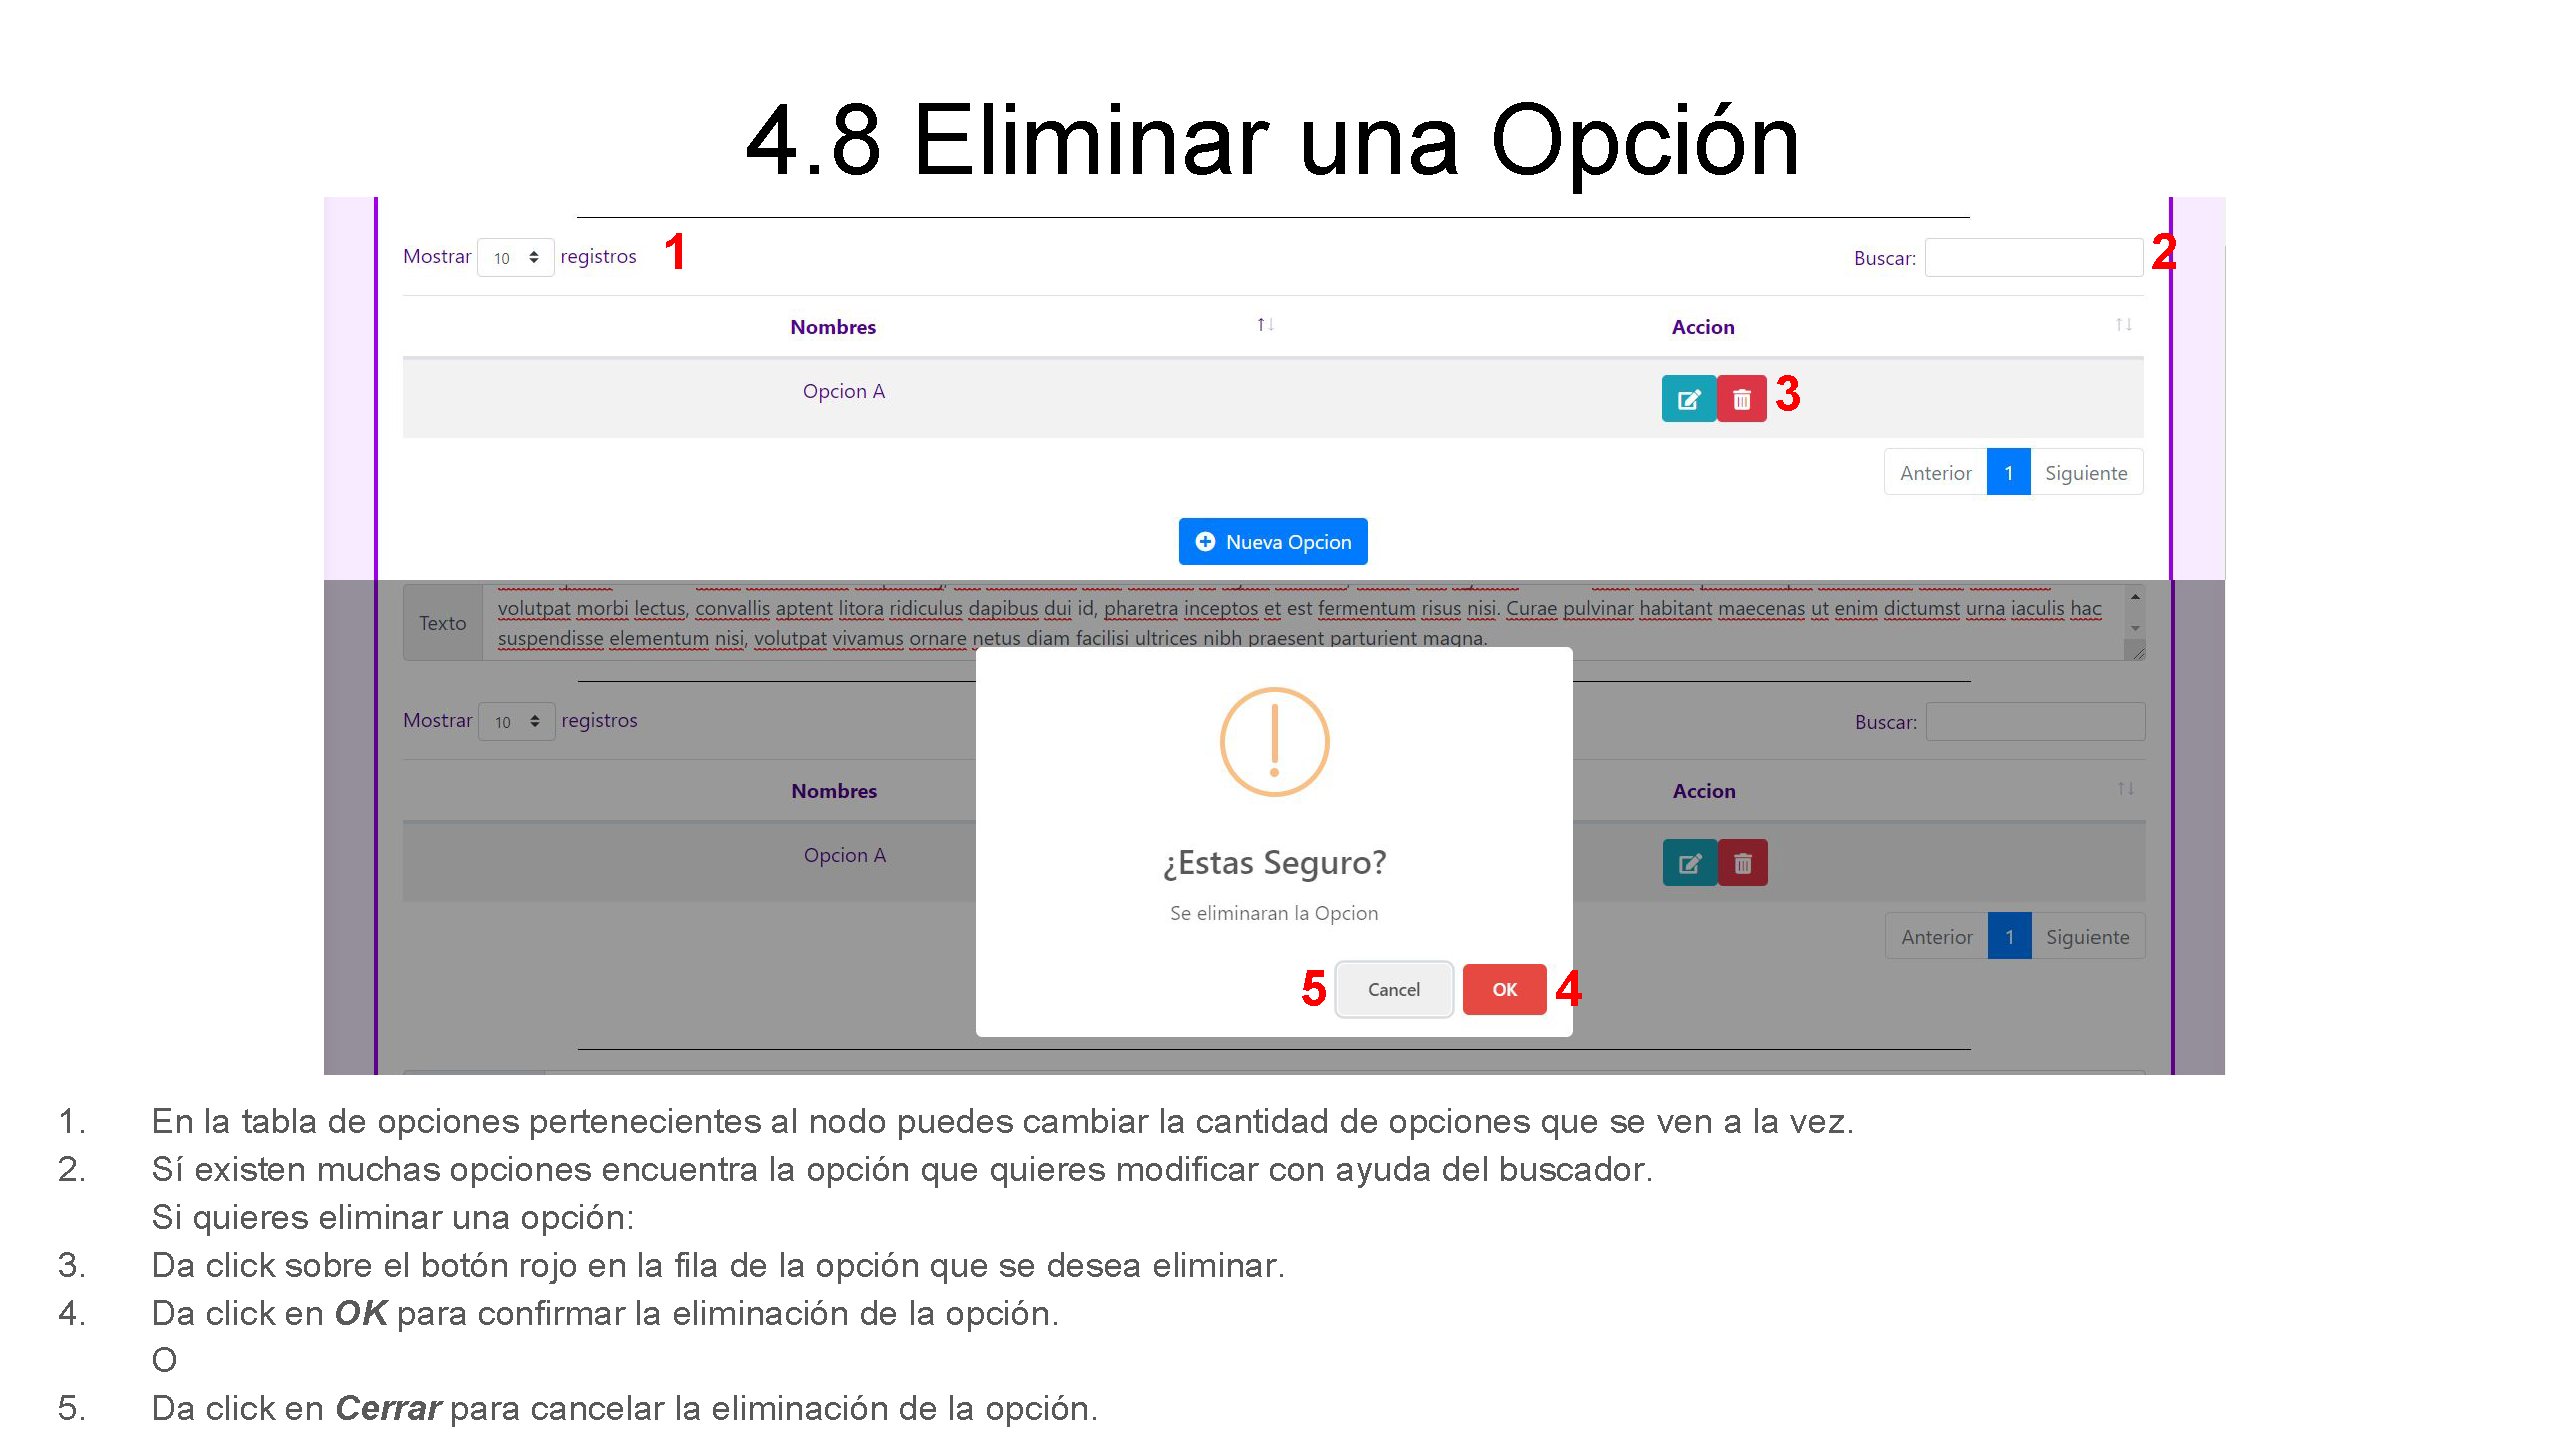 4.8 Eliminar una Opción
Mostrar 10 registros 1 Buscar: 2
Nombres Accion
Opcion A 3
Anterior 1 Siguiente
Nueva Opcion
Texto volutpat morbi lectus, convallis aptent litora ridiculus dapibus dui id, pharetra inceptos et est fermentum risus nisi. Curae pulvinar habitant maecenas ut enim dictumst urna iaculis hac
suspendisse elementum nisi, volutpat vivamus ornare netus diam facilisi ultrices nibh praesent parturient magna.
Mostrar 10 registros Buscar:
Nombres Accion
Opcion A
¿Estas Seguro?
Se eliminaran la Opcion
Anterior 1 Siguiente
5 Cancel OK 4
1. En la tabla de opciones pertenecientes al nodo puedes cambiar la cantidad de opciones que se ven a la vez.
2. Sí existen muchas opciones encuentra la opción que quieres modificar con ayuda del buscador.
Si quieres eliminar una opción:
3. Da click sobre el botón rojo en la fila de la opción que se desea eliminar.
4. Da click en OK para confirmar la eliminación de la opción.
O
5. Da click en Cerrar para cancelar la eliminación de la opción.